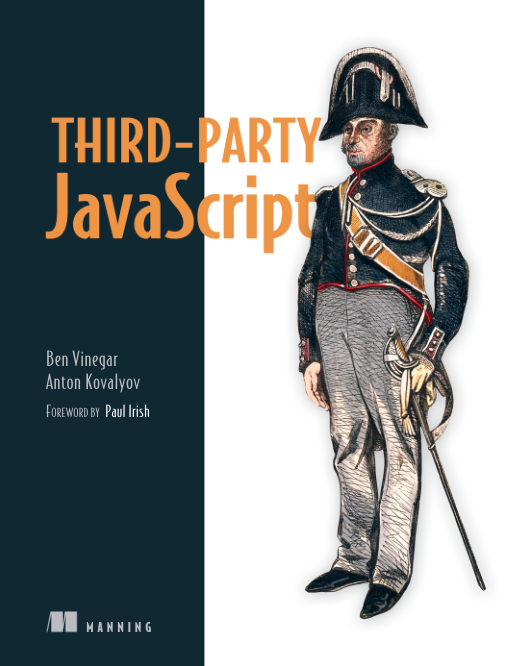 THIRD-PARTY
JavaScript
Ben Vinegar
Anton Kovalyov
FOREWORD BY Paul Irish
MANNING